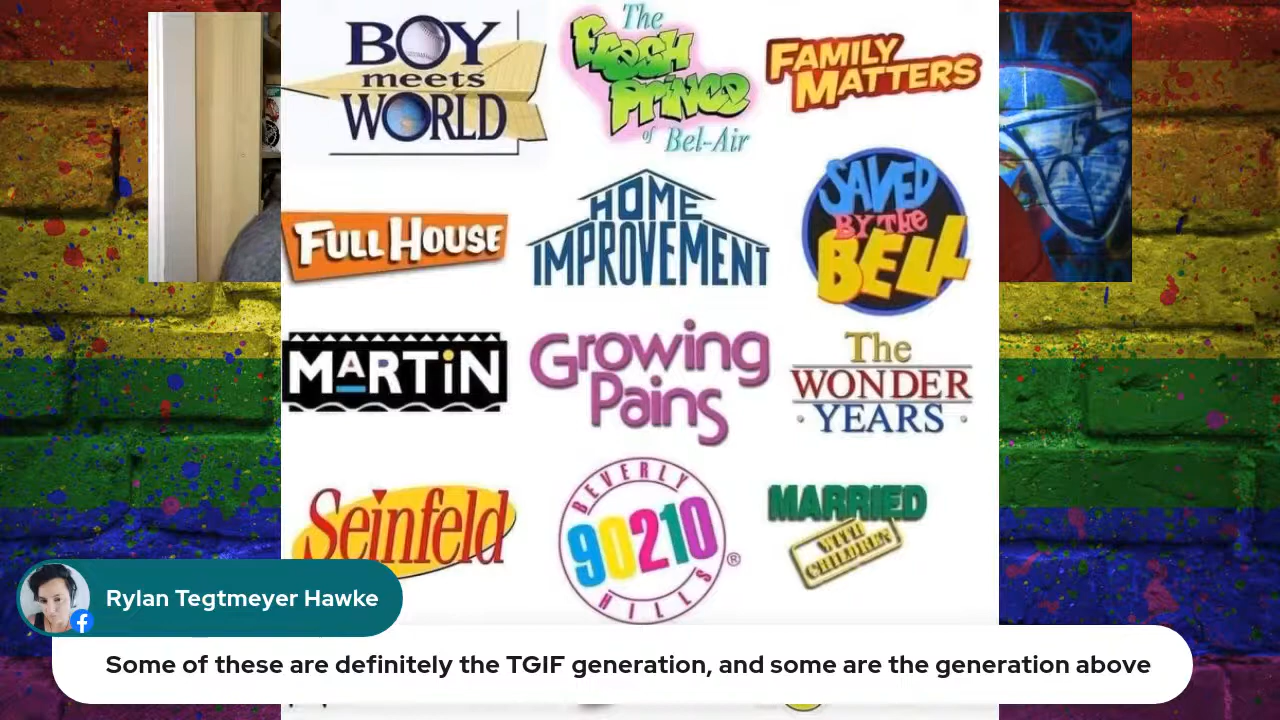 BOY
meets
WORLD
The
FRESH
PRINCE
of Bel-Air
FAMILY
MATTERS
FULL HOUSE
HOME
IMPROVEMENT
SAVED
BY THE
BELL
MARTIN
Growing
Pains
The
WONDER
YEARS
Seinfeld
BEVERLY
90210
HILLS
®
MARRIED
WITH
CHILDREN
Rylan Tegtmeyer Hawke
Some of these are definitely the TGIF generation, and some are the generation above